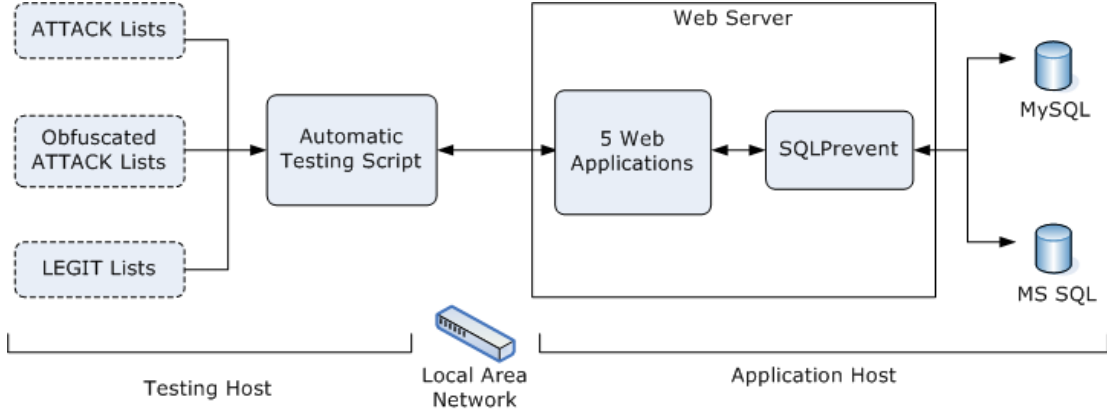 ATTACK Lists
Obfuscated
ATTACK Lists
LEGIT Lists
Automatic
Testing Script
Web Server
5 Web
Applications
SQLPrevent
MySQL
MS SQL
Testing Host
Local Area
Network
Application Host